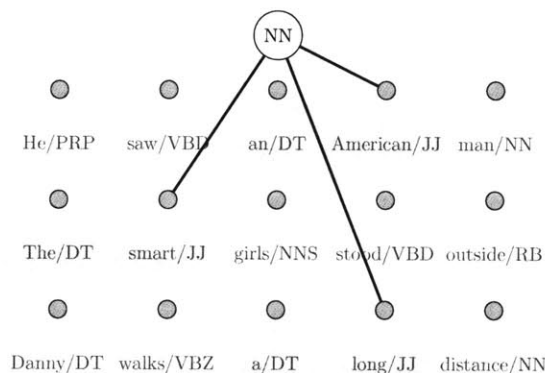 NN
He/PRP saw/VBD an/DT American/JJ man/NN
The/DT smart/JJ girls/NNS stood/VBD outside/RB
Danny/DT walks/VBZ a/DT long/JJ distance/NN